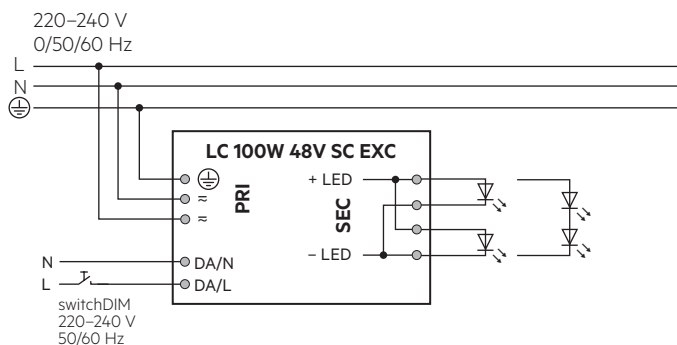 220–240 V
0/50/60 Hz
L
N
LC 100W 48V SC EXC
PRI
≂
≂
+ LED
SEC
– LED
N
DA/N
L
DA/L
switchDIM
220–240 V
50/60 Hz